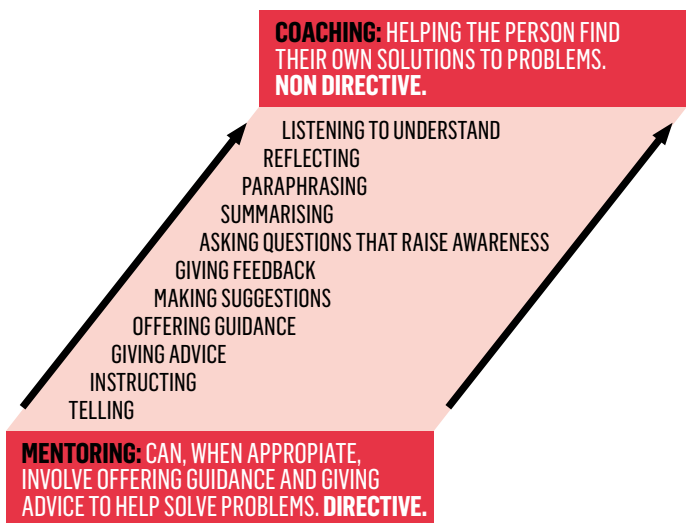 COACHING: HELPING THE PERSON FIND
THEIR OWN SOLUTIONS TO PROBLEMS.
NON DIRECTIVE.
LISTENING TO UNDERSTAND
REFLECTING
PARAPHRASING
SUMMARISING
ASKING QUESTIONS THAT RAISE AWARENESS
GIVING FEEDBACK
MAKING SUGGESTIONS
OFFERING GUIDANCE
GIVING ADVICE
INSTRUCTING
TELLING
MENTORING: CAN, WHEN APPROPIATE,
INVOLVE OFFERING GUIDANCE AND GIVING
ADVICE TO HELP SOLVE PROBLEMS. DIRECTIVE.